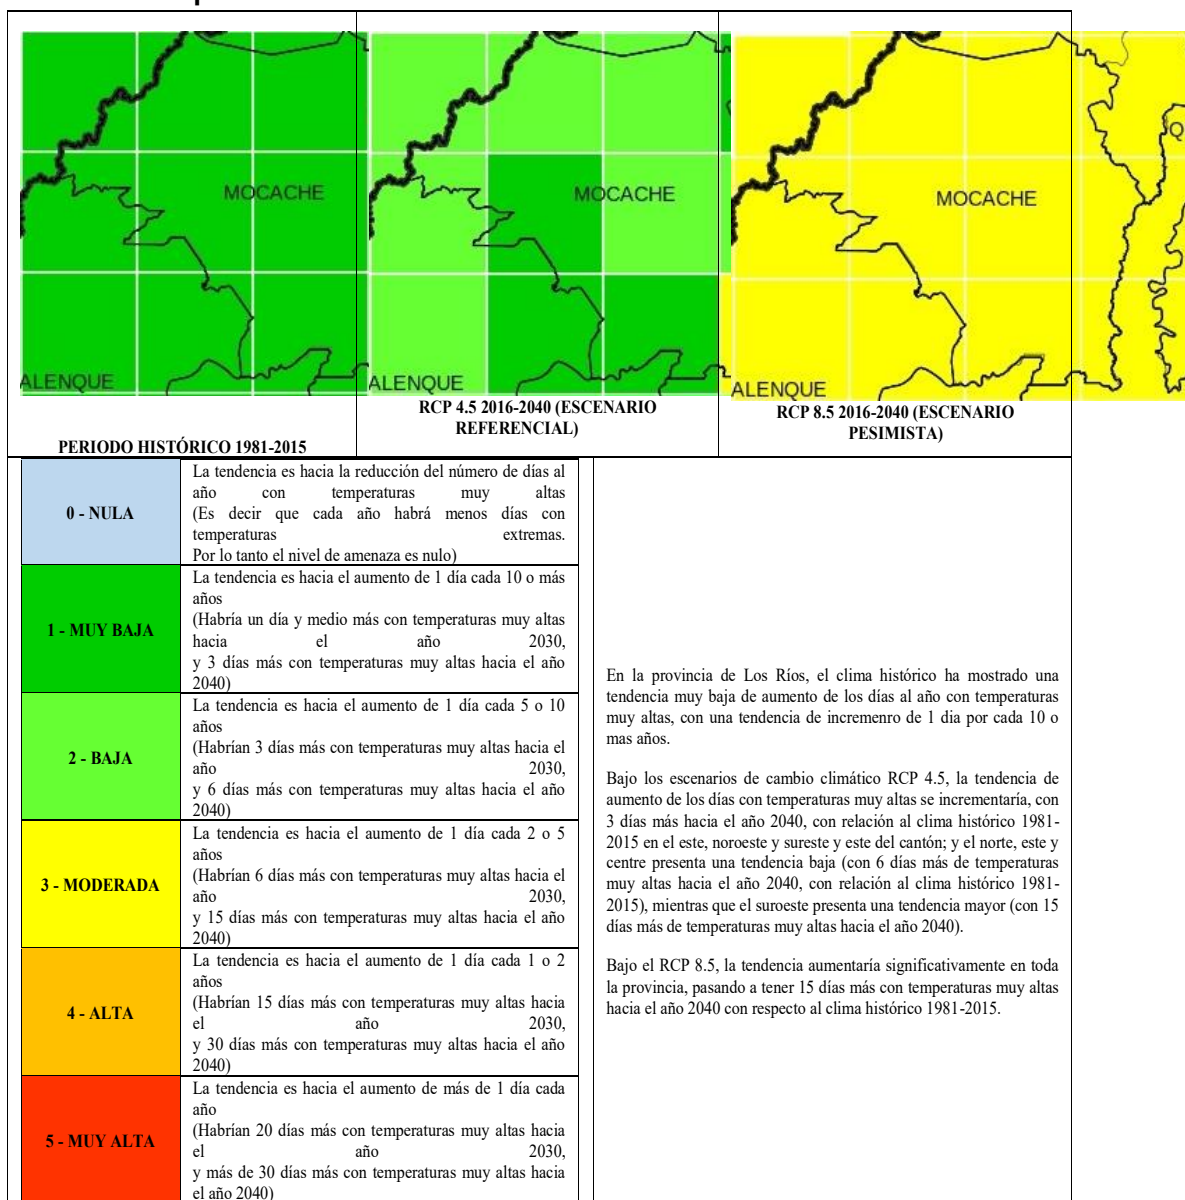 MOCACHE
ALENQUE
MOCACHE
ALENQUE
MOCACHE
Q
ALENQUE
PERIODO HISTÓRICO 1981-2015
RCP 4.5 2016-2040 (ESCENARIO
REFERENCIAL)
RCP 8.5 2016-2040 (ESCENARIO
PESIMISTA)
0 - NULA
La tendencia es hacia la reducción del número de días al
año con temperaturas muy altas
(Es decir que cada año habrá menos días con
temperaturas extremas.
Por lo tanto el nivel de amenaza es nulo)
1 - MUY BAJA
La tendencia es hacia el aumento de 1 día cada 10 o más
años
(Habría un día y medio más con temperaturas muy altas
hacia el año 2030,
y 3 días más con temperaturas muy altas hacia el año
2040)
2 - BAJA
La tendencia es hacia el aumento de 1 día cada 5 o 10
años
(Habrían 3 días más con temperaturas muy altas hacia el
año 2030,
y 6 días más con temperaturas muy altas hacia el año
2040)
3 - MODERADA
La tendencia es hacia el aumento de 1 día cada 2 o 5
años
(Habrían 6 días más con temperaturas muy altas hacia el
año 2030,
y 15 días más con temperaturas muy altas hacia el año
2040)
4 - ALTA
La tendencia es hacia el aumento de 1 día cada 1 o 2
años
(Habrían 15 días más con temperaturas muy altas hacia
el año 2030,
y 30 días más con temperaturas muy altas hacia el año
2040)
5 - MUY ALTA
La tendencia es hacia el aumento de más de 1 día cada
año
(Habrían 20 días más con temperaturas muy altas hacia
el año 2030,
y más de 30 días más con temperaturas muy altas hacia
el año 2040)
En la provincia de Los Ríos, el clima histórico ha mostrado una
tendencia muy baja de aumento de los días al año con temperaturas
muy altas, con una tendencia de incremenro de 1 dia por cada 10 o
mas años.
Bajo los escenarios de cambio climático RCP 4.5, la tendencia de
aumento de los días con temperaturas muy altas se incrementaría, con
3 días más hacia el año 2040, con relación al clima histórico 1981-
2015 en el este, noroeste y sureste y este del cantón; y el norte, este y
centre presenta una tendencia baja (con 6 días más de temperaturas
muy altas hacia el año 2040, con relación al clima histórico 1981-
2015), mientras que el suroeste presenta una tendencia mayor (con 15
días más de temperaturas muy altas hacia el año 2040).
Bajo el RCP 8.5, la tendencia aumentaría significativamente en toda
la provincia, pasando a tener 15 días más con temperaturas muy altas
hacia el año 2040 con respecto al clima histórico 1981-2015.